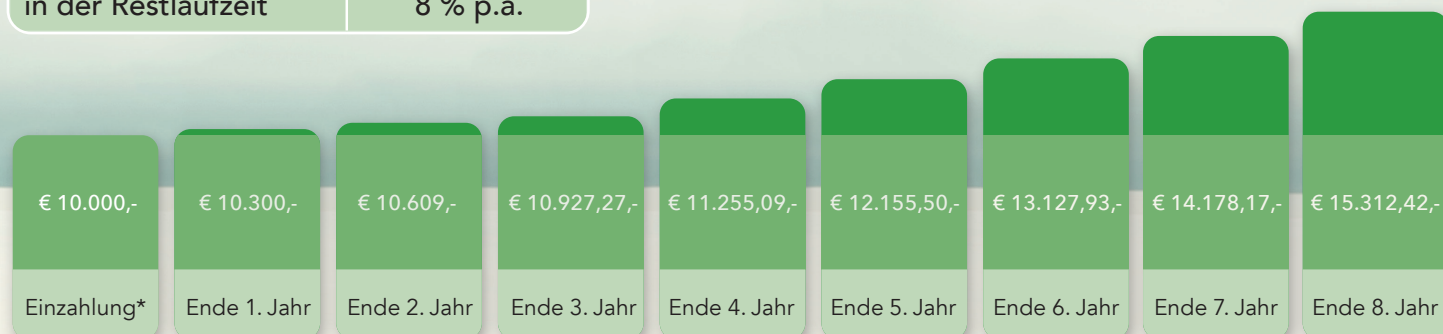 in der Restlaufzeit 8 % p.a.
€ 10.000,- € 10.300,- € 10.609,- € 10.927,27,- € 11.255,09,- € 12.155,50,- € 13.127,93,- € 14.178,17,- € 15.312,42,-
Einzahlung* Ende 1. Jahr Ende 2. Jahr Ende 3. Jahr Ende 4. Jahr Ende 5. Jahr Ende 6. Jahr Ende 7. Jahr Ende 8. Jahr